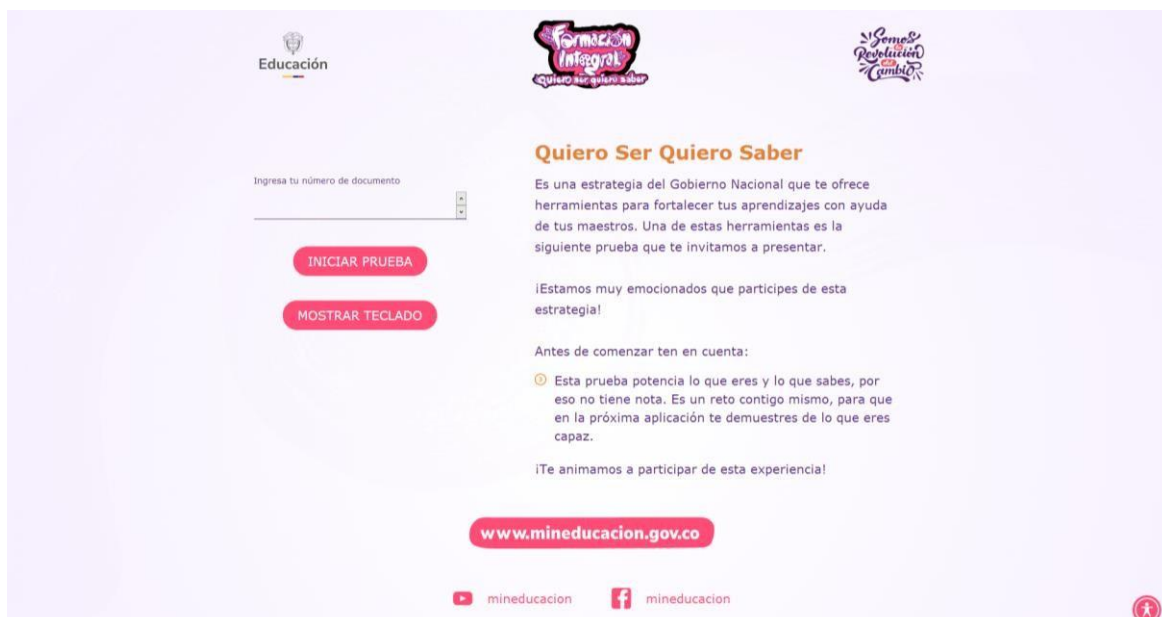 Educación
Formación
Integral
Quiero ser quiero saber
Somos
la
Revolución
del
Cambio
Ingresa tu número de documento
INICIAR PRUEBA
MOSTRAR TECLADO
Quiero Ser Quiero Saber
Es una estrategia del Gobierno Nacional que te ofrece
herramientas para fortalecer tus aprendizajes con ayuda
de tus maestros. Una de estas herramientas es la
siguiente prueba que te invitamos a presentar.
¡Estamos muy emocionados que participes de esta
estrategia!
Antes de comenzar ten en cuenta:
Esta prueba potencia lo que eres y lo que sabes, por
eso no tiene nota. Es un reto contigo mismo, para que
en la próxima aplicación te demuestres de lo que eres
capaz.
¡Te animamos a participar de esta experiencia!
www.mineducacion.gov.co
mineducacion
mineducacion